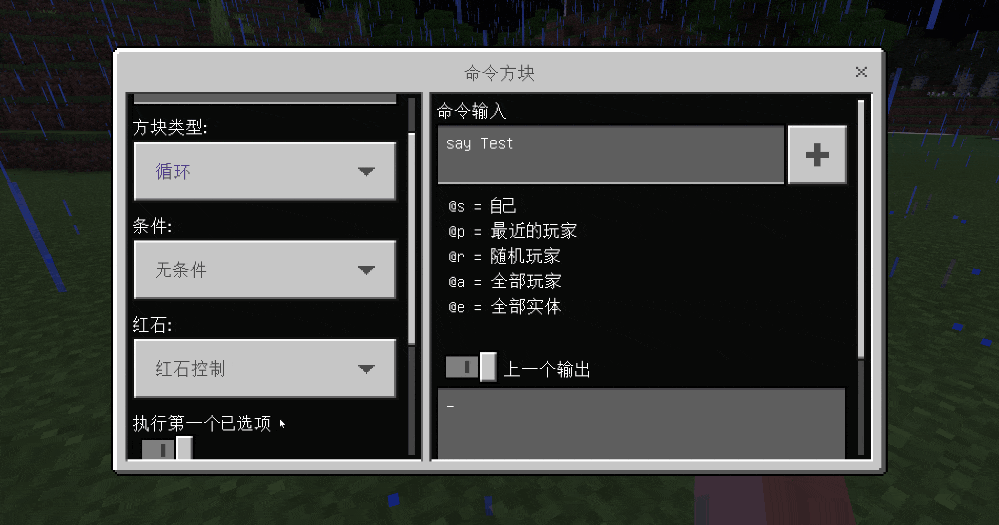 命令方块
方块类型:
循环
条件:
无条件
红石:
红石控制
执行第一个已选项
命令输入
say Test
@s = 自己
@p = 最近的玩家
@r = 随机玩家
@a = 全部玩家
@e = 全部实体
上一个输出
-